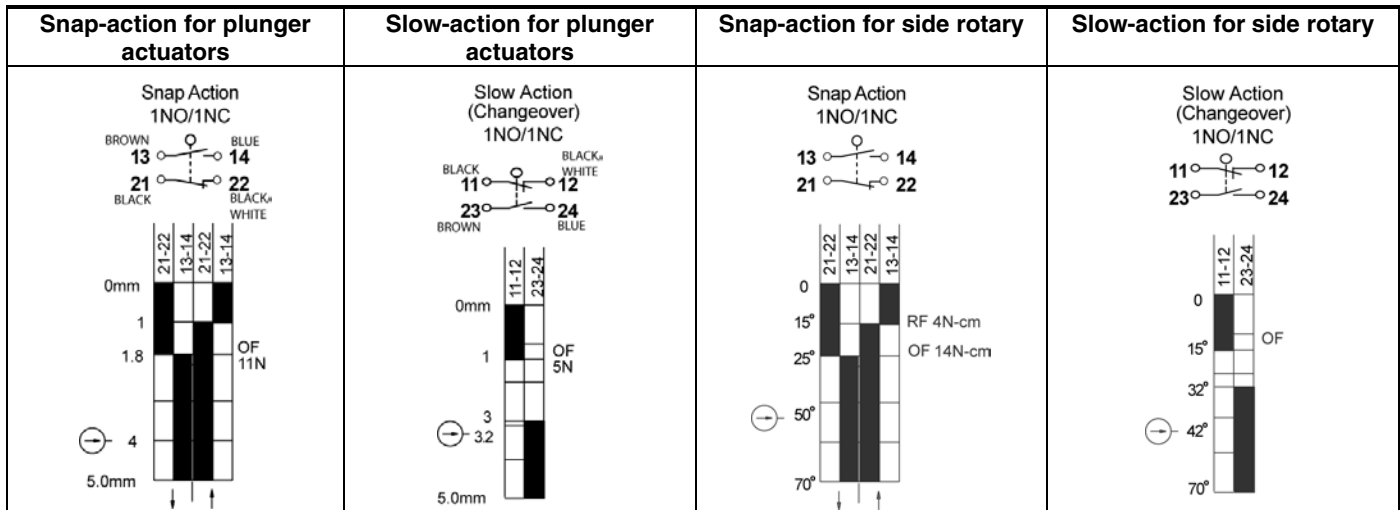 Snap-action for plunger
actuators
Slow-action for plunger
actuators
Snap-action for side rotary
Slow-action for side rotary
Snap Action
1NO/1NC
BROWN
BLUE
13
14
21
22
BLACK
BLACK
WHITE
21-22
13-14
21-22
13-14
0mm
1
1.8
OF
11N
4
5.0mm
Slow Action
(Changeover)
1NO/1NC
BLACK
BLACK
WHITE
11
12
23
24
BROWN
BLUE
11-12
23-24
0mm
1
OF
5N
3
3.2
5.0mm
Snap Action
1NO/1NC
13
14
21
22
21-22
13-14
21-22
13-14
0
15°
RF 4N-cm
25°
OF 14N-cm
50°
70°
Slow Action
(Changeover)
1NO/1NC
11
12
23
24
11-12
23-24
0
15°
OF
32°
42°
70°